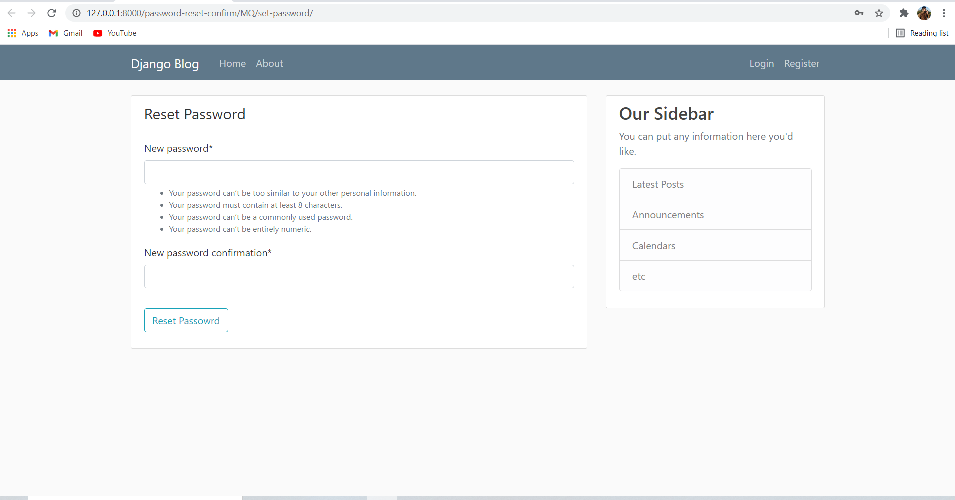 127.0.0.1:8000/password-reset-confirm/MQ/set-password/
Apps Gmail YouTube Reading list
Django Blog Home About Login Register
Reset Password
New password*
Your password can't be too similar to your other personal information.
Your password must contain at least 8 characters.
Your password can't be a commonly used password.
Your password can't be entirely numeric.
New password confirmation*
Reset Passowrd
Our Sidebar
You can put any information here you'd
like.
Latest Posts
Announcements
Calendars
etc